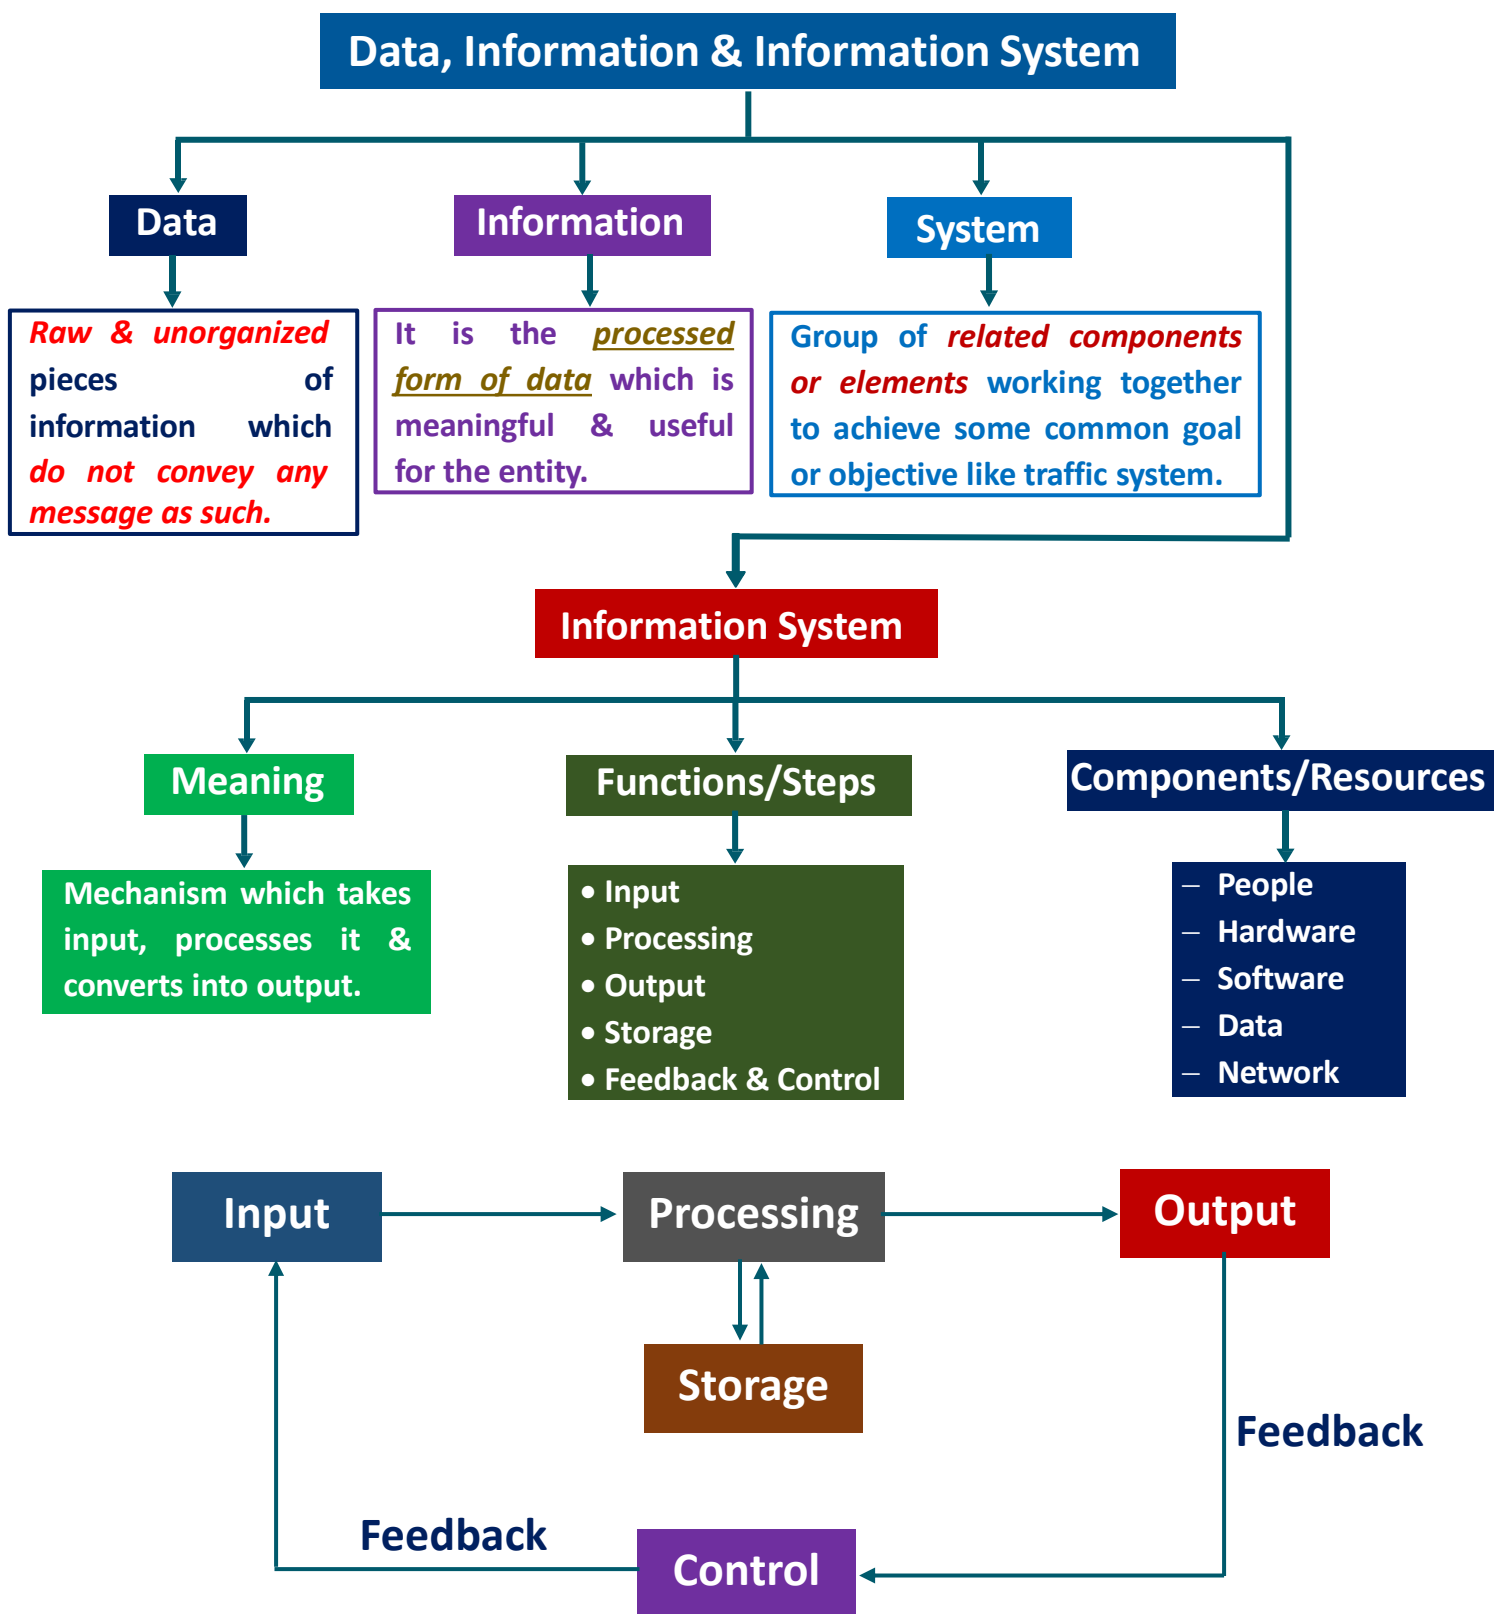 Data, Information & Information System
Data
Information
System
Raw & unorganized
pieces of
information which
do not convey any
message as such.
It is the processed
form of data which is
meaningful & useful
for the entity.
Group of related components
or elements working together
to achieve some common goal
or objective like traffic system.
Information System
Meaning
Functions/Steps
Components/Resources
Mechanism which takes
input, processes it &
converts into output.
• Input
• Processing
• Output
• Storage
• Feedback & Control
– People
– Hardware
– Software
– Data
– Network
Input
Processing
Output
Storage
Feedback
Feedback
Control